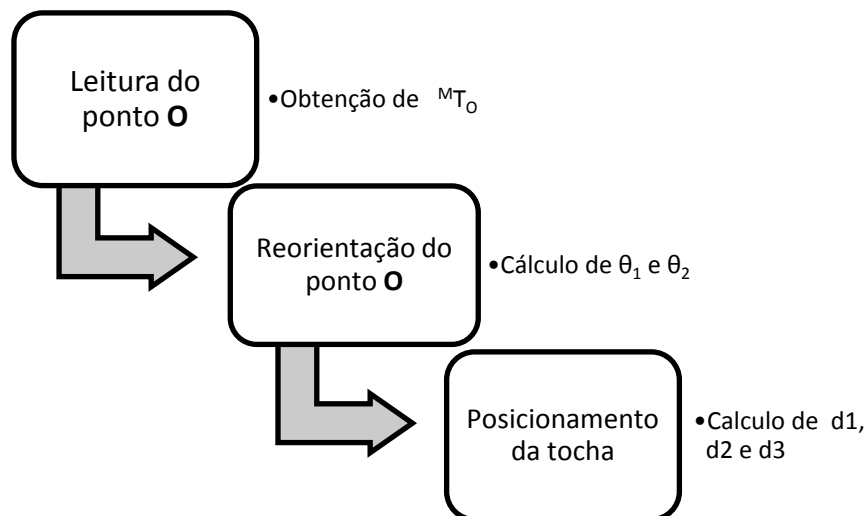 Leitura do
ponto O
•Obtenção de ᴹT₀
Reorientação do
ponto O
•Cálculo de θ₁ e θ₂
Posicionamento
da tocha
•Calculo de d1,
d2 e d3